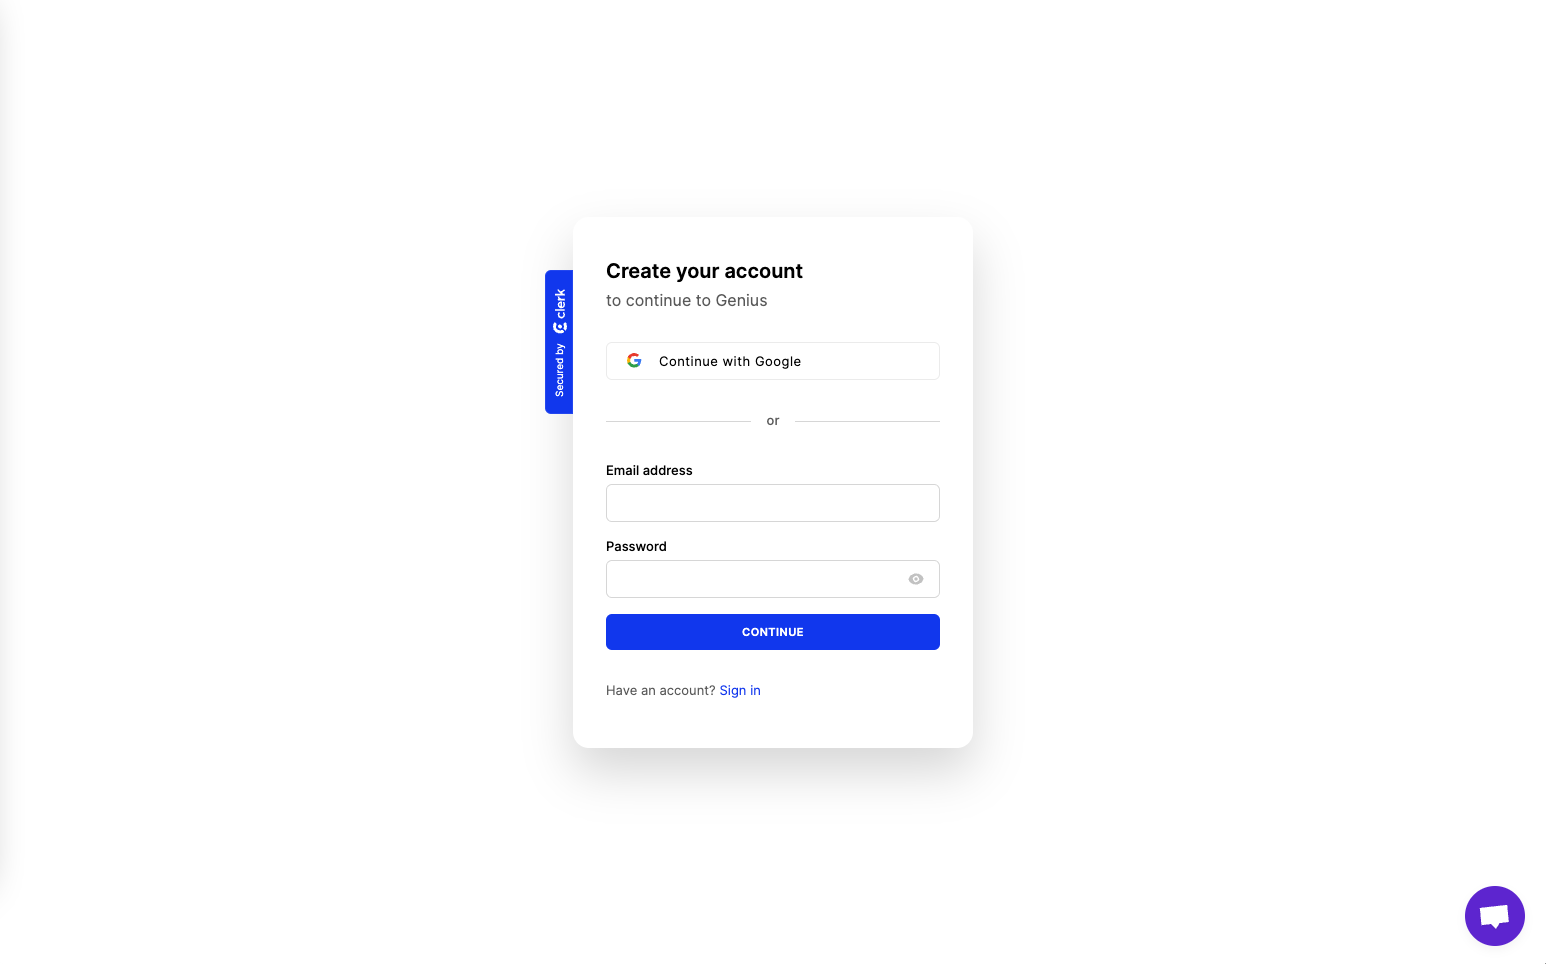 Create your account
to continue to Genius
Secured by clerk
Continue with Google
or
Email address
Password
CONTINUE
Have an account? Sign in